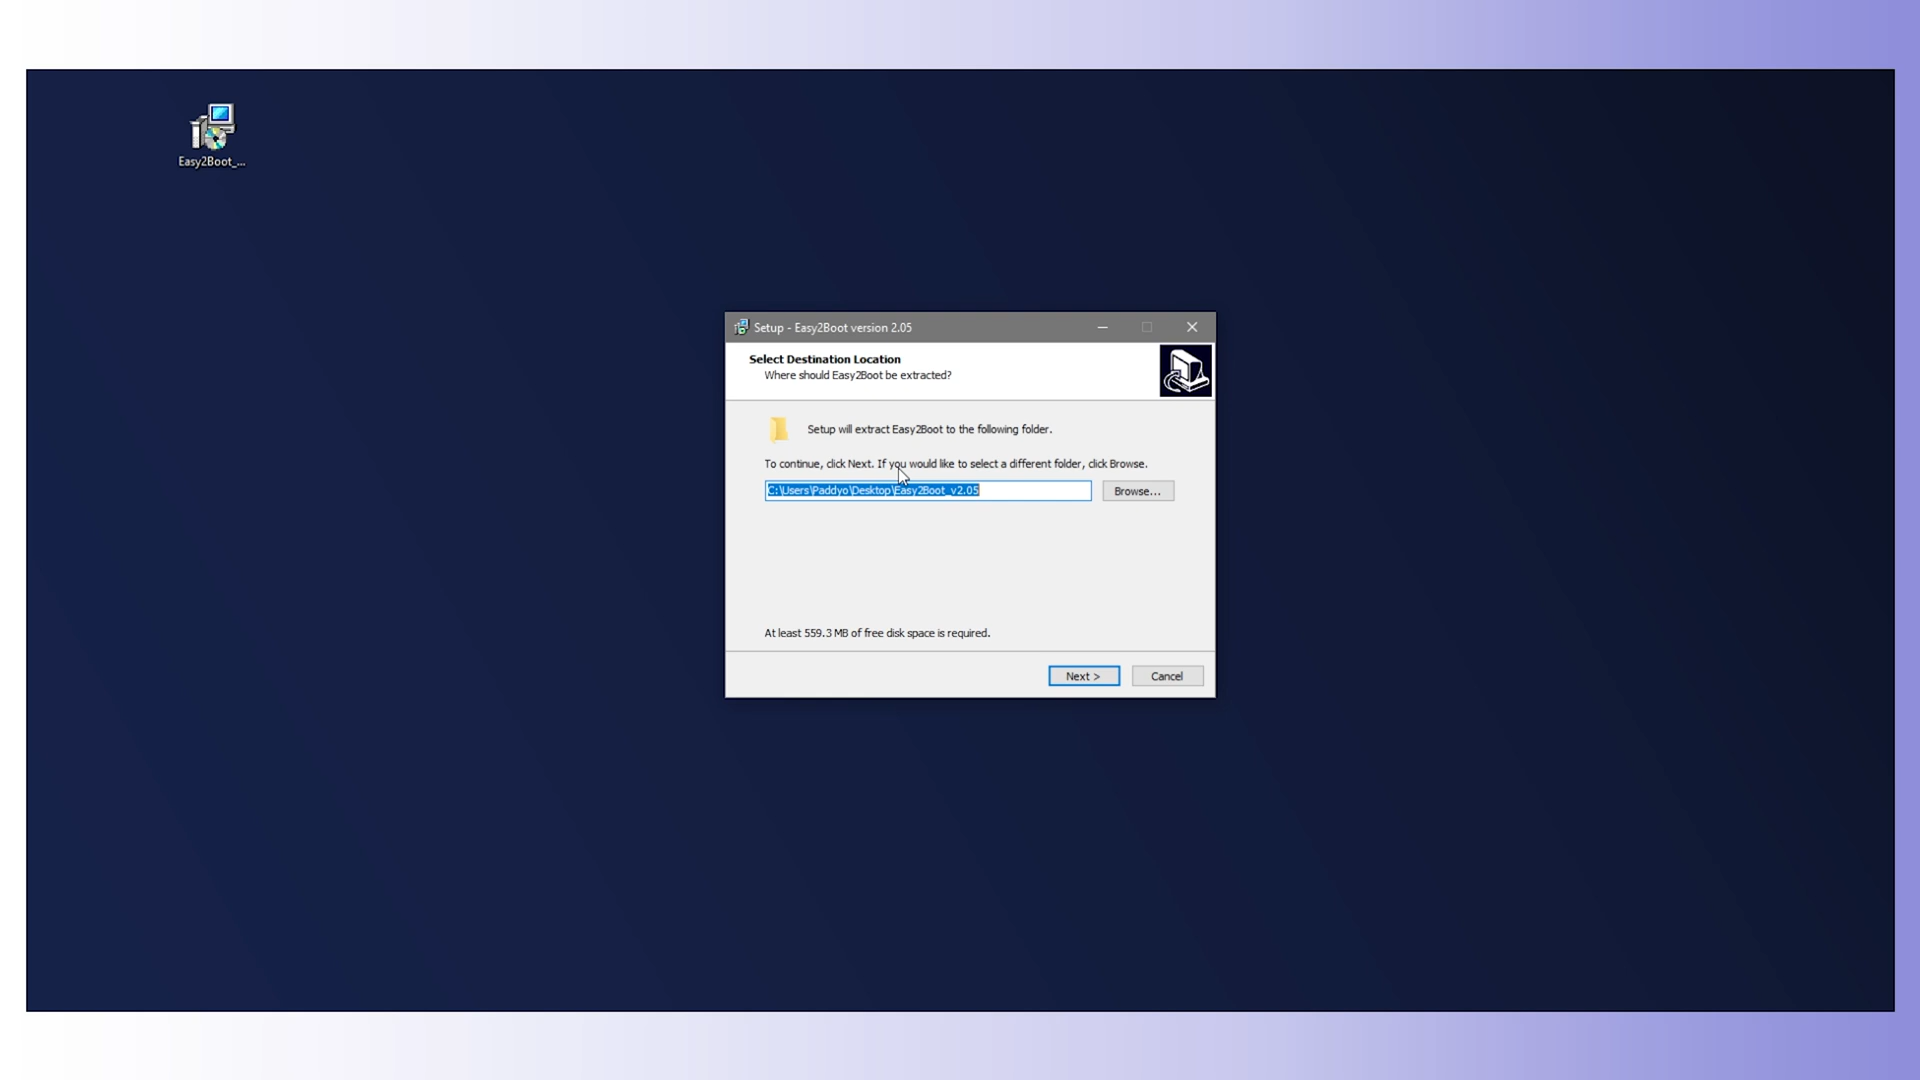 Easy2Boot_...
Setup - Easy2Boot version 2.05
Select Destination Location
Where should Easy2Boot be extracted?
Setup will extract Easy2Boot to the following folder.
To continue, click Next. If you would like to select a different folder, click Browse.
C:\Users\Paddyo\Desktop\Easy2Boot_v2.05
Browse...
At least 559.3 MB of free disk space is required.
Next >
Cancel